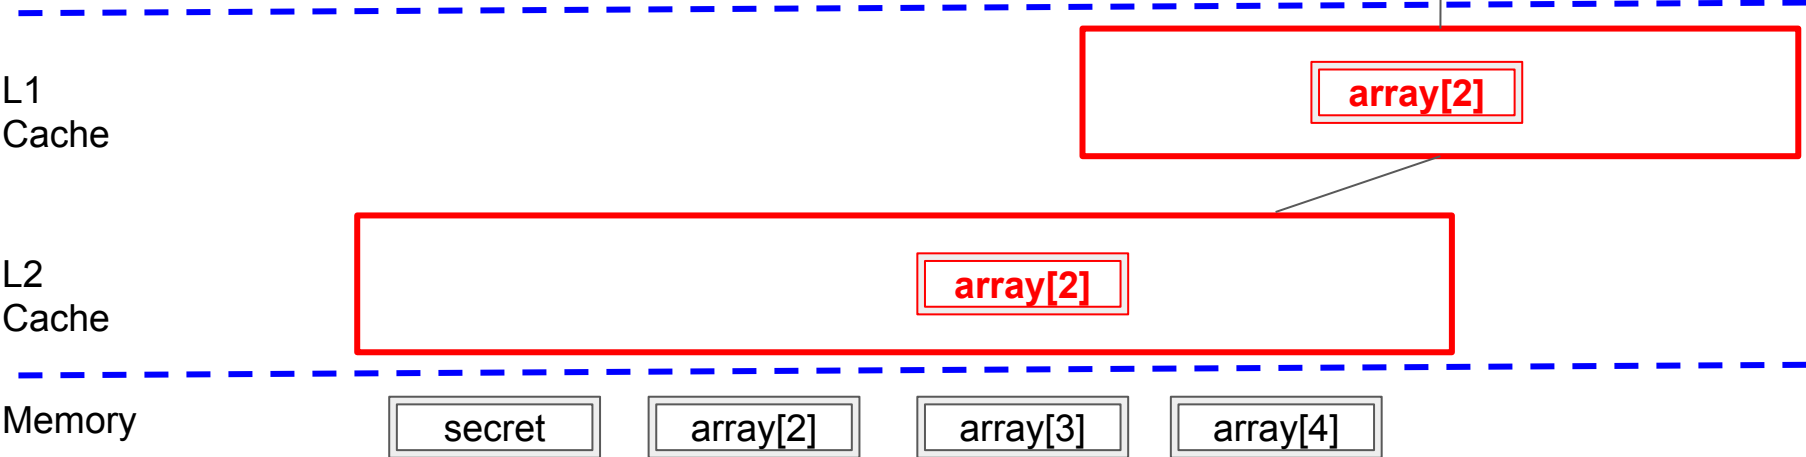 L1
Cache
array[2]
L2
Cache
array[2]
Memory
secret
array[2]
array[3]
array[4]